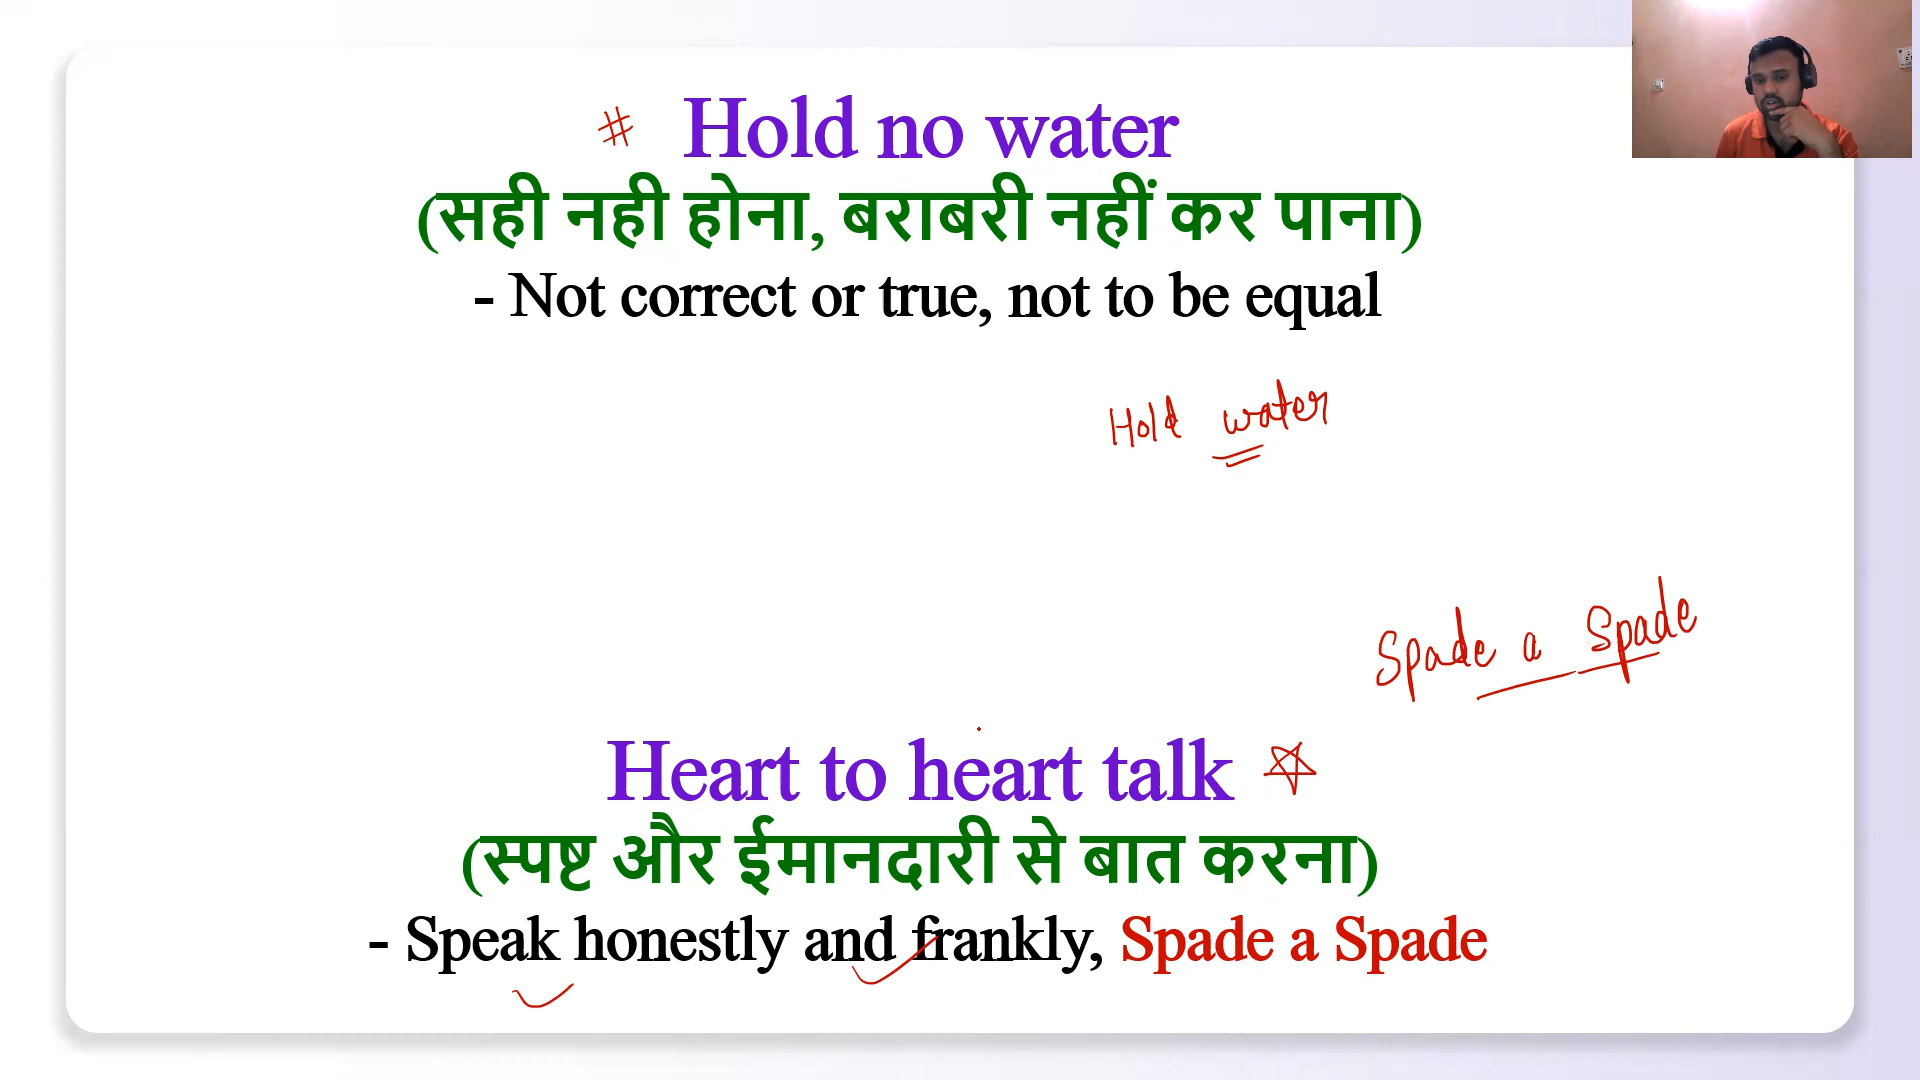 # Hold no water
(सही नही होना, बराबरी नहीं कर पाना)
- Not correct or true, not to be equal
Hold water
Spade a Spade
Heart to heart talk
(स्पष्ट और ईमानदारी से बात करना)
- Speak honestly and frankly, Spade a Spade